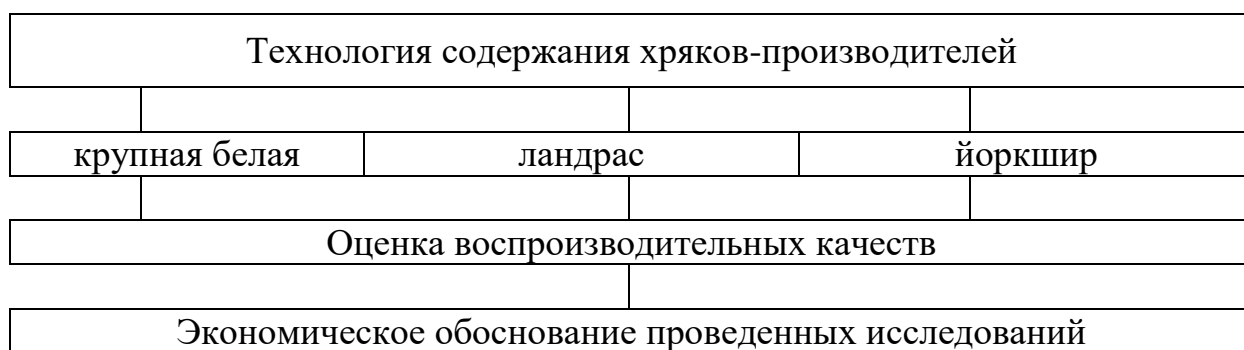 Технология содержания хряков-производителей
крупная белая
ландрас
йоркшир
Оценка воспроизводительных качеств
Экономическое обоснование проведенных исследований